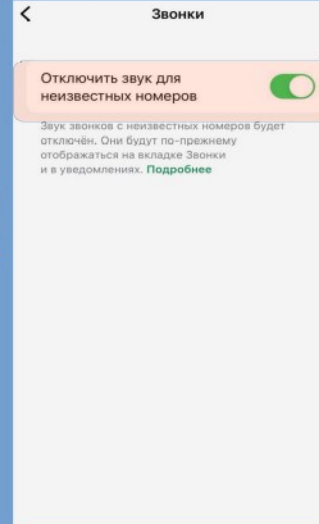 Звонки
Отключить звук для
неизвестных номеров
Звук звонков с неизвестных номеров будет
отключён. Они будут по-прежнему
отображаться на вкладке Звонки
и в уведомлениях. Подробнее